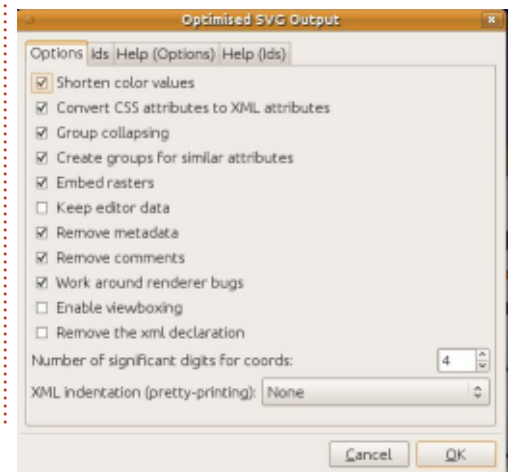 Optimised SVG Output
Options Ids Help (Options) Help (Ids)
Shorten color values
Convert CSS attributes to XML attributes
Group collapsing
Create groups for similar attributes
Embed rasters
Keep editor data
Remove metadata
Remove comments
Work around renderer bugs
Enable viewboxing
Remove the xml declaration
Number of significant digits for coords: 4
XML indentation (pretty-printing): None
Cancel OK